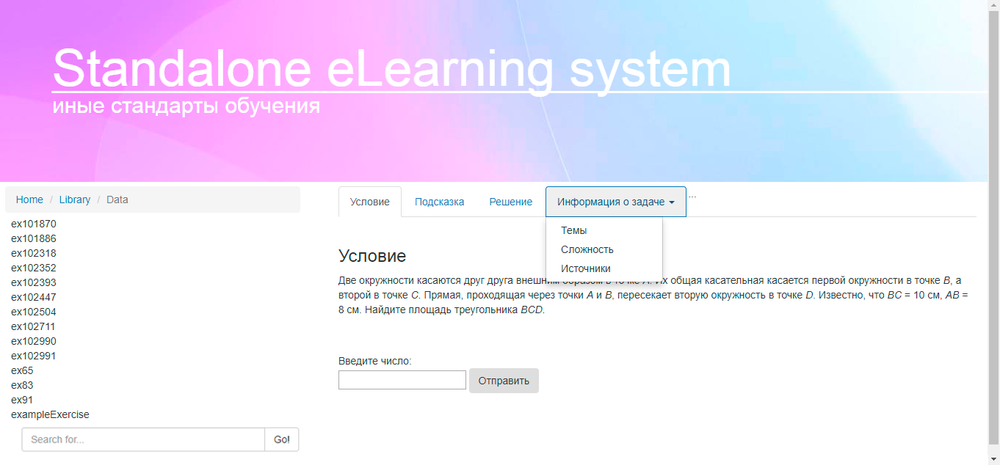 Standalone eLearning system
иные стандарты обучения
Home / Library / Data
ex101870
ex101886
ex102318
ex102352
ex102393
ex102447
ex102504
ex102711
ex102990
ex102991
ex65
ex83
ex91
exampleExercise
Search for...
Go!
Условие
Подсказка
Решение
Информация о задаче
...
Темы
Сложность
Источники
Условие
Две окружности касаются друг друга внешним образом в точке A. Их общая касательная касается первой окружности в точке B, а
второй в точке C. Прямая, проходящая через точки A и B, пересекает вторую окружность в точке D. Известно, что BC = 10 см, AB =
8 см. Найдите площадь треугольника BCD.
Введите число:
Отправить